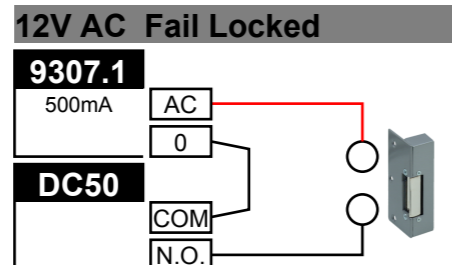 12V AC Fail Locked
9307.1
500mA
AC
0
DC50
COM
N.O.